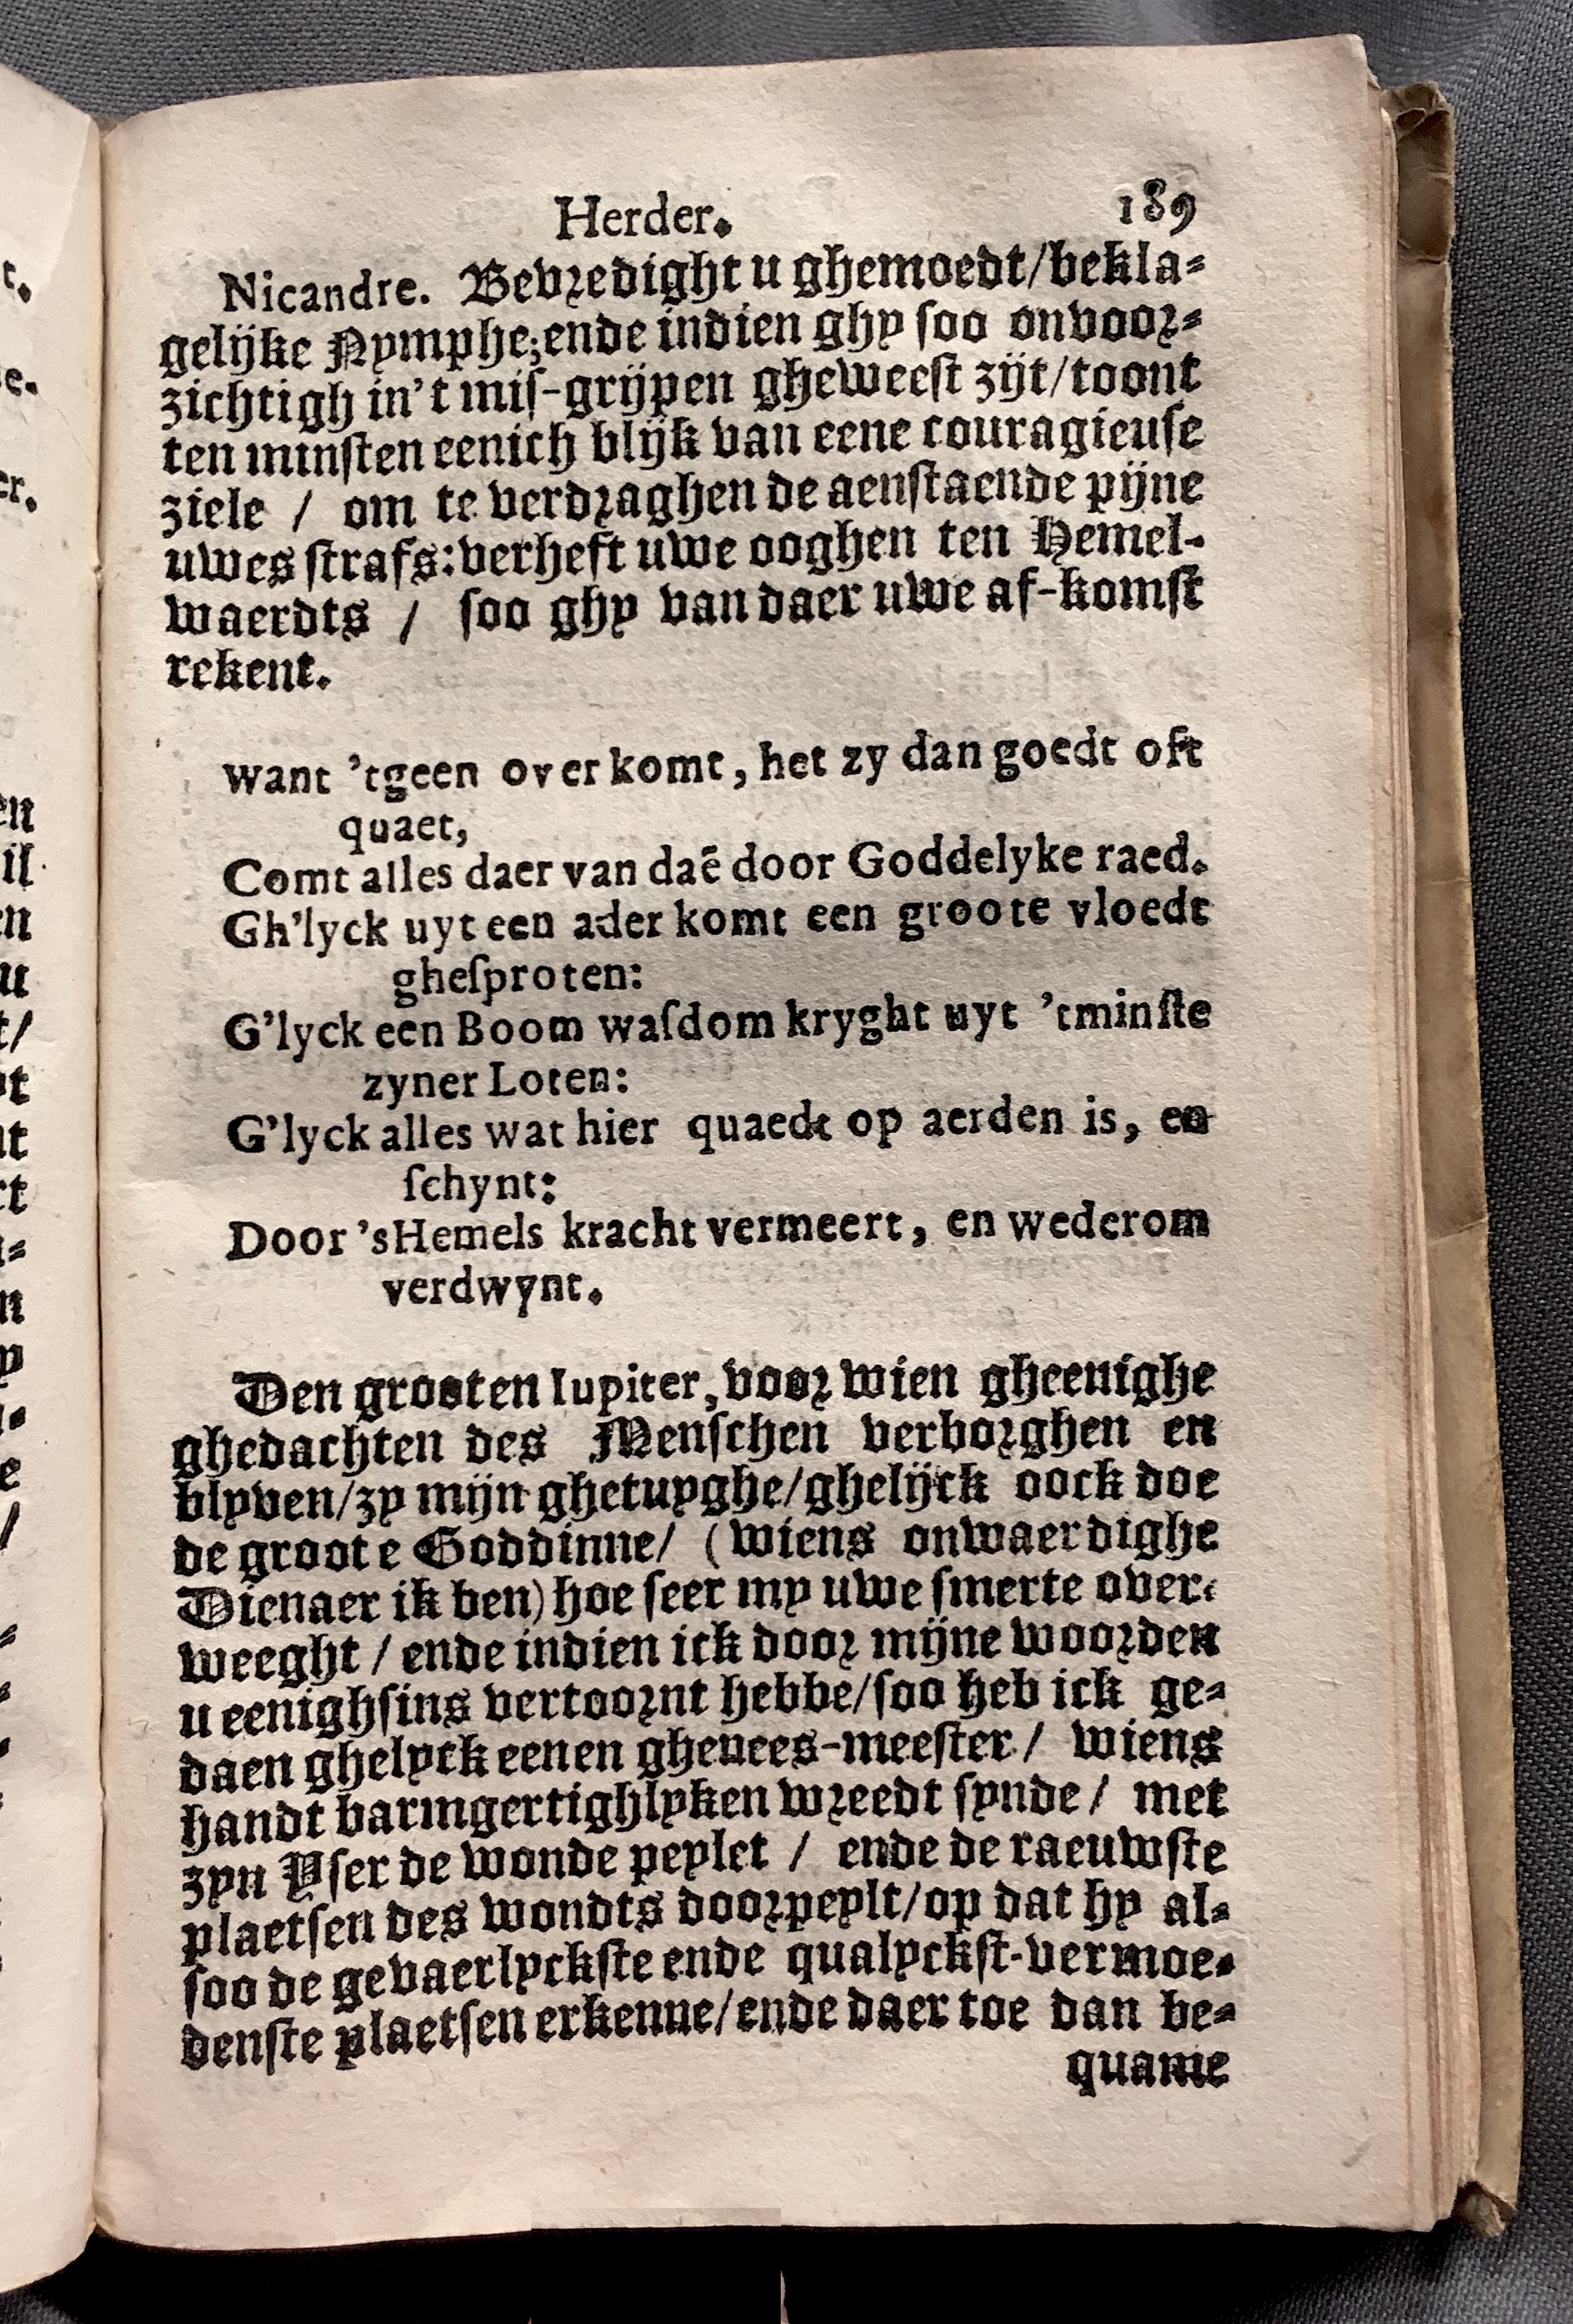 Herder. 189
Nicandre. Bevredight u ghemoedt/bekla-
gelijke Nymphe;ende indien ghy soo onvoor-
zichtigh in't mis-grijpen gheweest zijt/toont
ten minsten eenich blijk van eene couragieuse
ziele / om te verdraghen de aenstaende pijne
uwes strafs:verheft uwe ooghen ten Hemel-
waerdts / soo ghy van daer uwe af-komst
rekent.
Want 'tgeen over komt, het zy dan goedt oft
quaet,
Comt alles daer van daē door Goddelyke raed.
Gh'lyck uyt een ader komt een groote vloedt
ghesproten:
G'lyck een Boom wasdom kryght uyt 'tminste
zyner Loten:
G'lyck alles wat hier quaedt op aerden is, en
schynt:
Door 'sHemels kracht vermeert, en wederom
verdwynt.
Den grooten Iupiter, voor wien gheenighe
ghedachten des Menschen verborghen en
blyven/zy mijn ghetuyghe/ghelijck oock doe
de groote Goddinne/ (wiens onwaerdighe
Dienaer ik ben) hoe seer my uwe smerte over-
weeght / ende indien ick door mijne woorden
u eenighsins vertoornt hebbe/soo heb ick ge-
daen ghelyck eenen ghenees-meester / wiens
handt barmgertighlyken wreedt synde / met
zyn Yser de wonde peylet / ende de raeuwste
plaetsen des wondts doorpeylt/op dat hy al-
soo de gevaerlyckste ende qualyckst-vermoe-
denste plaetsen erkenne/ende daer toe dan be-
quame